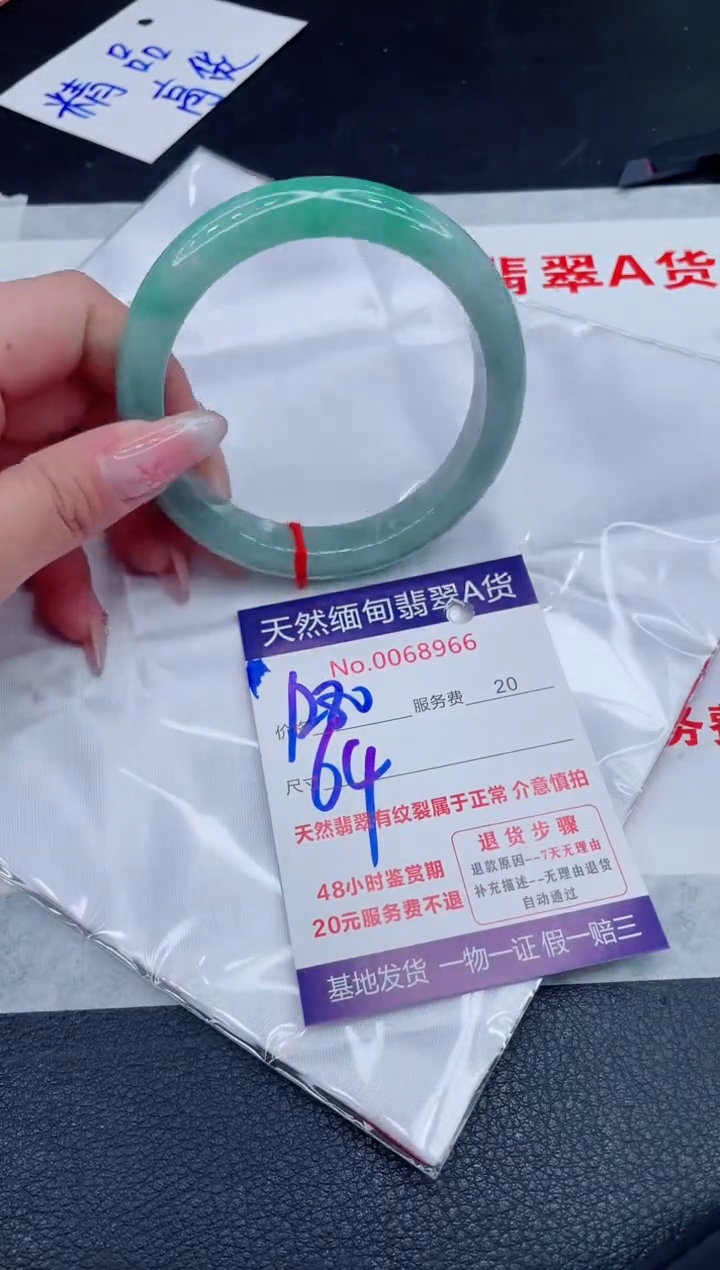 精品高俊
翡翠A货
天然缅甸翡翠A货
No.0068966
服务费 20
尺寸 64
天然翡翠有纹裂属于正常 介意慎拍
48小时鉴赏期
20元服务费不退
退货步骤
退款原因--7天无理由
补充描述--无理由退货
自动通过
基地发货 一物一证 假一赔三
务费